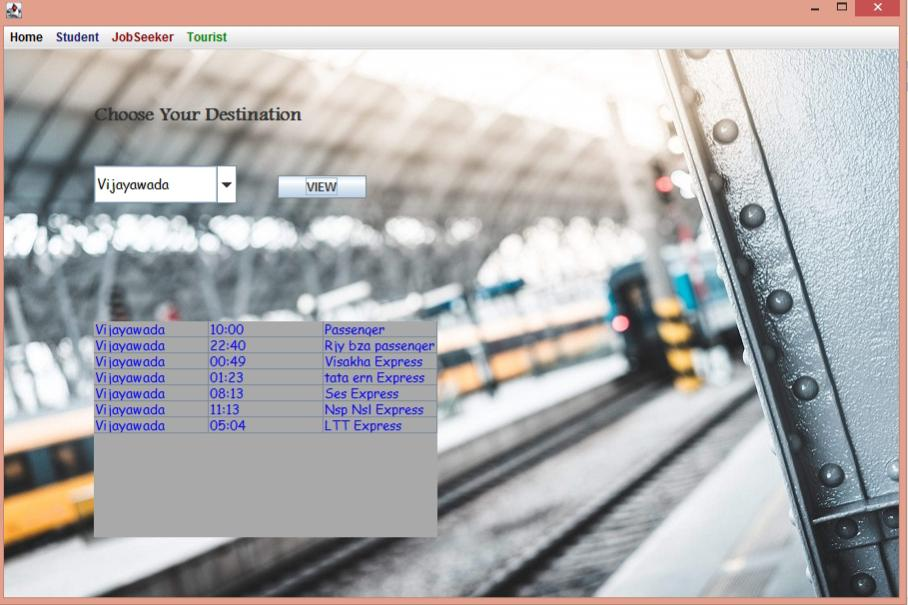 Home Student JobSeeker Tourist
Choose Your Destination
Vijayawada VIEW
Vijayawada 10:00 Passenger
Vijayawada 22:40 Rjy bza passenger
Vijayawada 00:49 Visakha Express
Vijayawada 01:23 tata ern Express
Vijayawada 08:13 Ses Express
Vijayawada 11:13 Nsp Nsl Express
Vijayawada 05:04 LTT Express